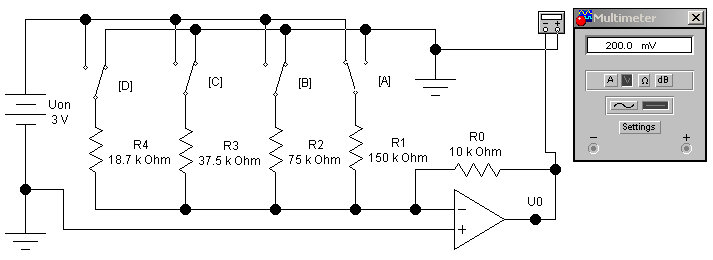 Multimeter
200.0 mV
A V Ω dB
Settings
− +
− +
[D] [C] [B] [A]
Uon
3 V
R4
18.7 k Ohm
R3
37.5 k Ohm
R2
75 k Ohm
R1
150 k Ohm
R0
10 k Ohm
U0
−
+